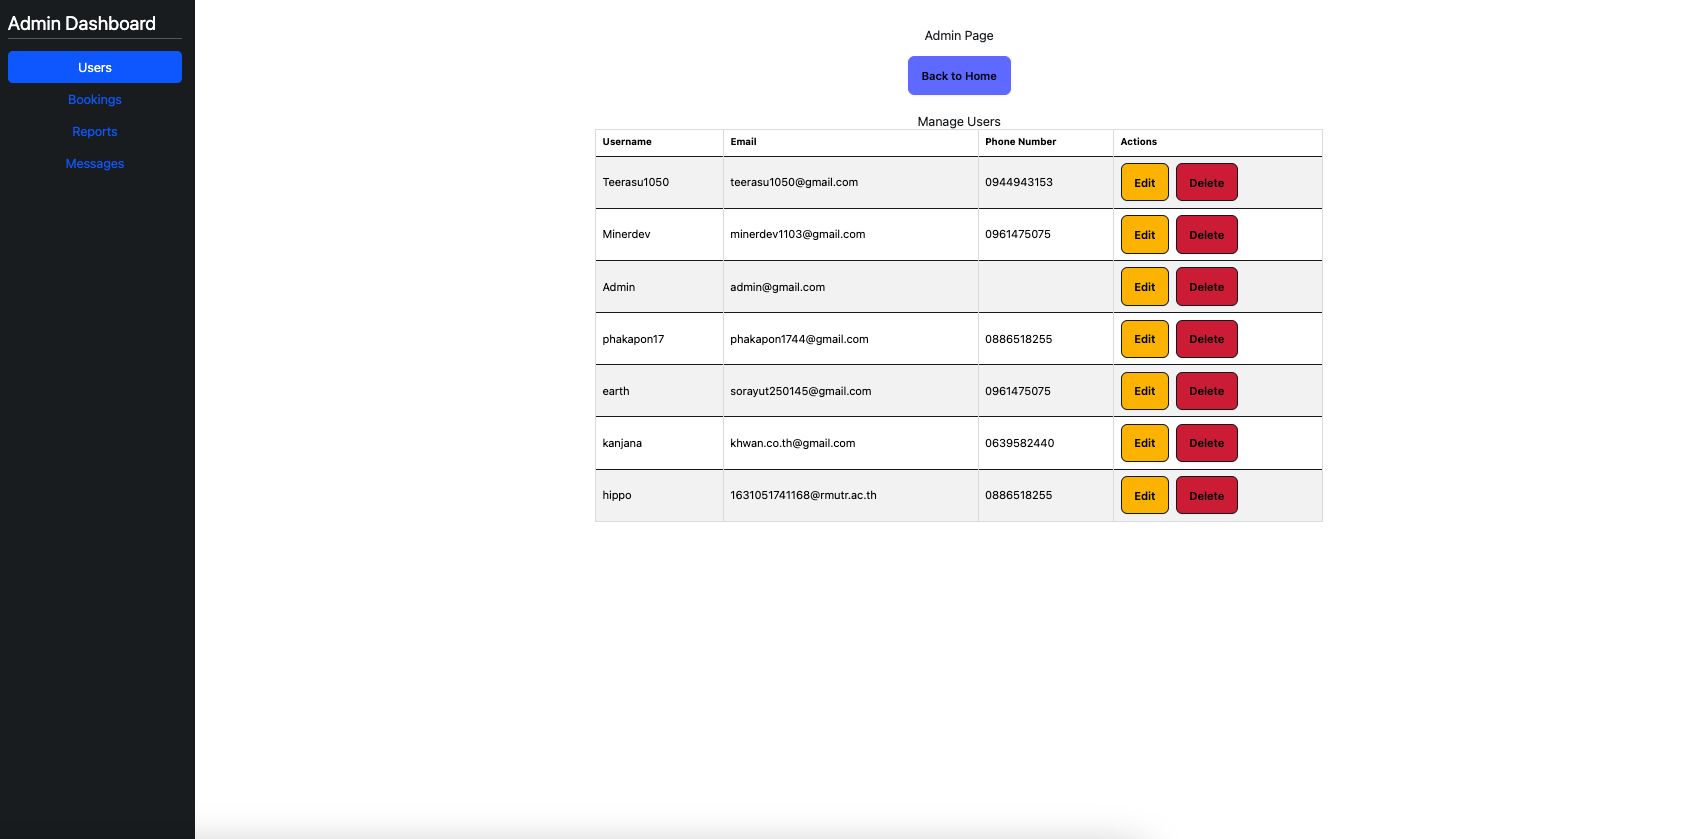 Admin Dashboard
Users
Bookings
Reports
Messages
Admin Page
Back to Home
Manage Users
Username Email Phone Number Actions
Teerasu1050 teerasu1050@gmail.com 0944943153 Edit Delete
Minerdev minerdev1103@gmail.com 0961475075 Edit Delete
Admin admin@gmail.com Edit Delete
phakapon17 phakapon1744@gmail.com 0886518255 Edit Delete
earth sorayut250145@gmail.com 0961475075 Edit Delete
kanjana khwan.co.th@gmail.com 0639582440 Edit Delete
hippo 1631051741168@rmutr.ac.th 0886518255 Edit Delete